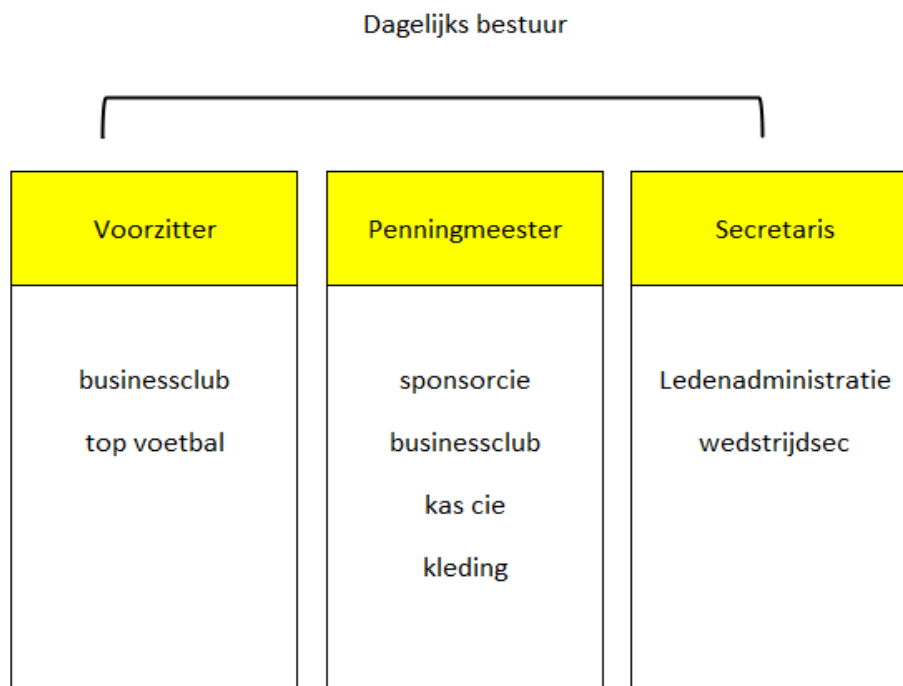 Dagelijks bestuur
Voorzitter
businessclub
top voetbal
Penningmeester
sponsorcie
businessclub
kas cie
kleding
Secretaris
Ledenadministratie
wedstrijdsec